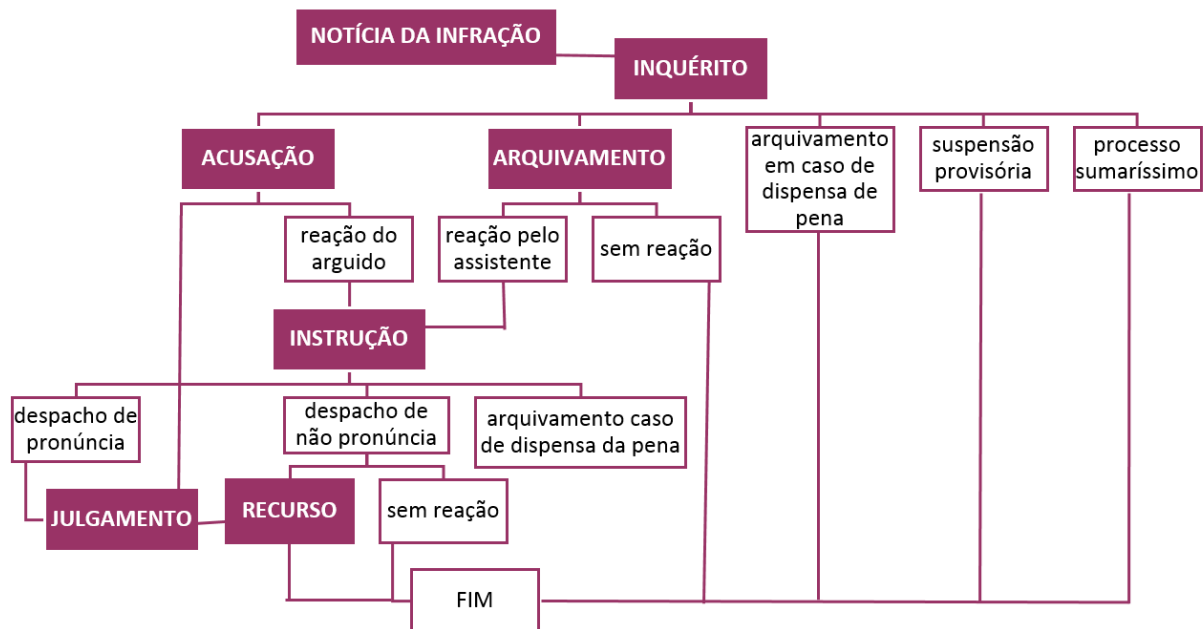 NOTÍCIA DA INFRAÇÃO
INQUÉRITO
ACUSAÇÃO
ARQUIVAMENTO
arquivamento
em caso de
dispensa de
pena
suspensão
provisória
processo
sumaríssimo
reação do
arguido
reação pelo
assistente
sem reação
INSTRUÇÃO
despacho de
pronúncia
despacho de
não pronúncia
arquivamento caso
de dispensa da pena
JULGAMENTO
RECURSO
sem reação
FIM